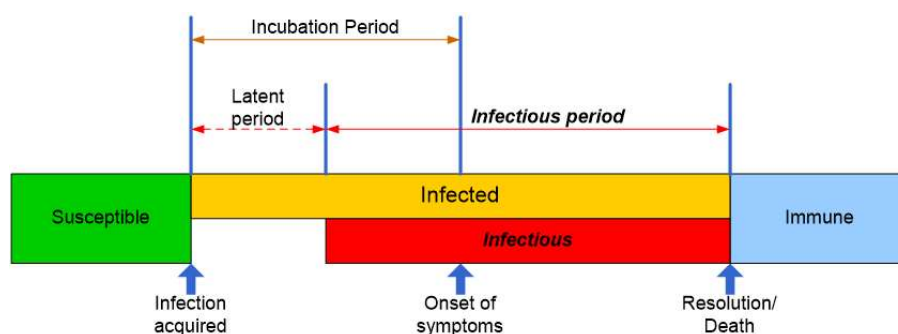 Incubation Period
Latent
period
Infectious period
Susceptible
Infected
Immune
Infectious
Infection
acquired
Onset of
symptoms
Resolution/
Death